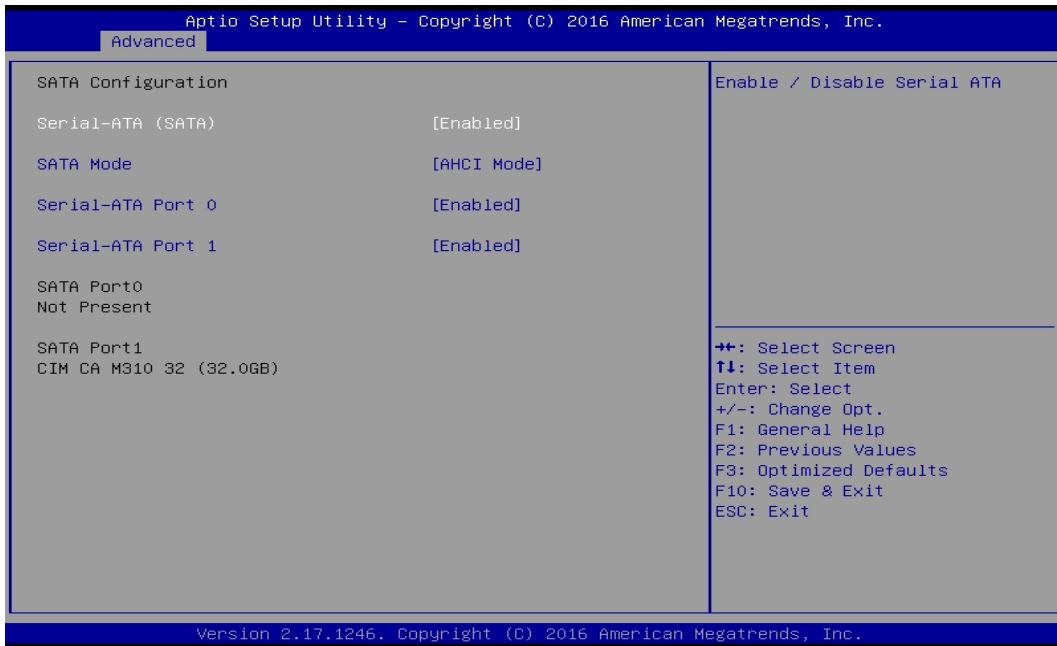 Aptio Setup Utility – Copyright (C) 2016 American Megatrends, Inc.
Advanced
SATA Configuration
Serial-ATA (SATA) [Enabled]
SATA Mode [AHCI Mode]
Serial-ATA Port 0 [Enabled]
Serial-ATA Port 1 [Enabled]
SATA Port0
Not Present
SATA Port1
CIM CA M310 32 (32.0GB)
Enable / Disable Serial ATA
→←: Select Screen
↑↓: Select Item
Enter: Select
+/-: Change Opt.
F1: General Help
F2: Previous Values
F3: Optimized Defaults
F10: Save & Exit
ESC: Exit
Version 2.17.1246. Copyright (C) 2016 American Megatrends, Inc.